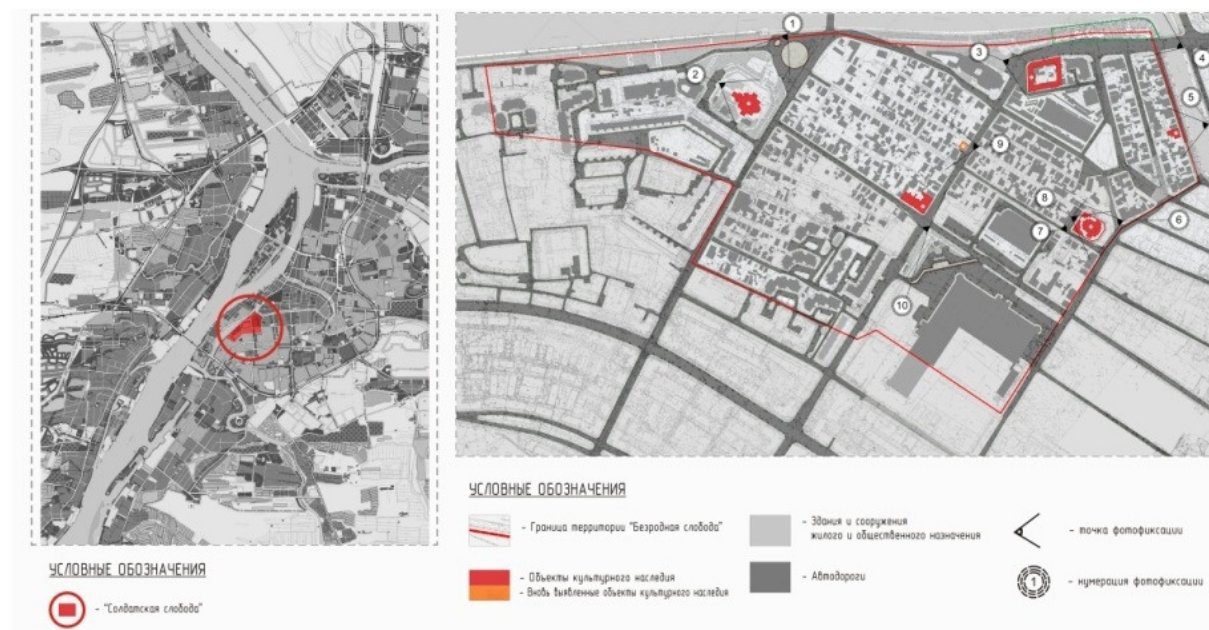 1
2
3
4
5
9
8
7
6
10
УСЛОВНЫЕ ОБОЗНАЧЕНИЯ
- Граница территории "Безродная слобода"
- Объекты культурного наследия
- Вновь выявленные объекты культурного наследия
- Здания и сооружения
жилого и общественного назначения
- Автодороги
- точка фотофиксации
1
- нумерация фотофиксации
УСЛОВНЫЕ ОБОЗНАЧЕНИЯ
- "Солдатская слобода"